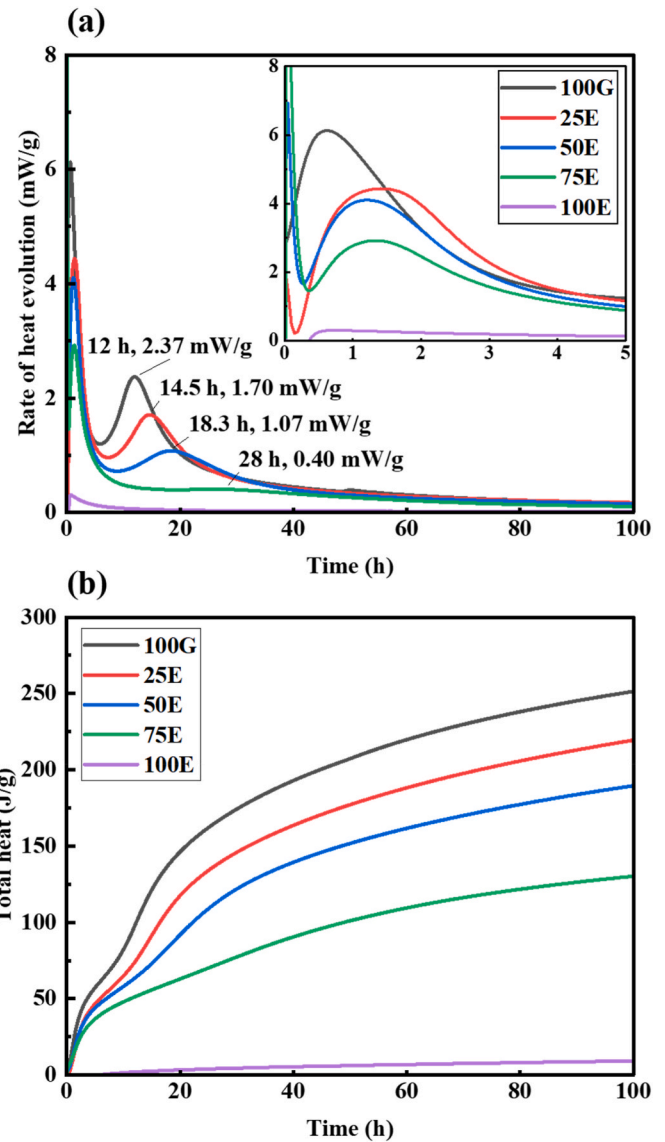 (a)
8
6
4
2
0
Rate of heat evolution (mW/g)
8
6
4
2
0
0 1 2 3 4 5
100G
25E
50E
75E
100E
12 h, 2.37 mW/g
14.5 h, 1.70 mW/g
18.3 h, 1.07 mW/g
28 h, 0.40 mW/g
0 20 40 60 80 100
Time (h)
(b)
300
250
200
150
100
50
0
Total heat (J/g)
100G
25E
50E
75E
100E
0 20 40 60 80 100
Time (h)